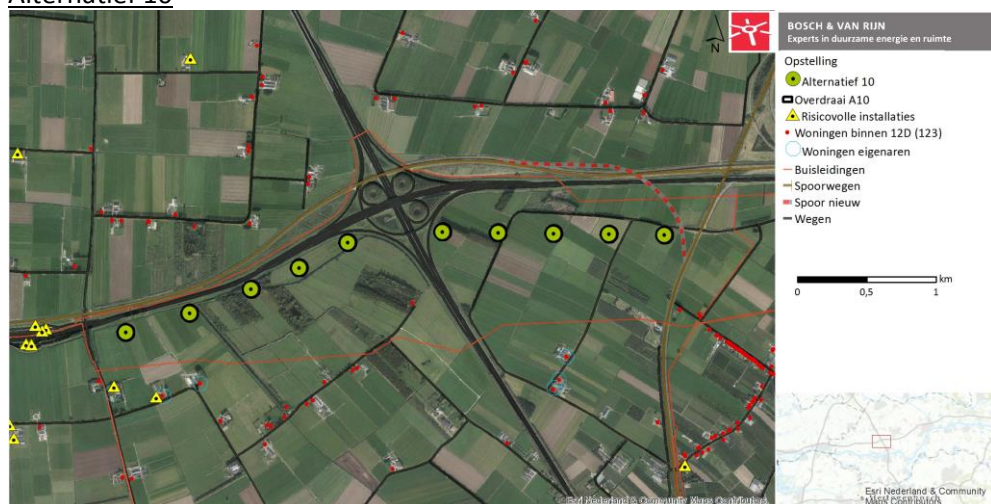 Alternatief 10
N
BOSCH & VAN RIJN
Experts in duurzame energie en ruimte
Opstelling
Alternatief 10
Overdraai A10
Risicovolle installaties
Woningen binnen 12D (123)
Woningen eigenaren
Buisleidingen
Spoorwegen
Spoor nieuw
Wegen
km
0 0,5 1
Esri Nederland & Community Maps Contributors
Esri Nederland & Community
Maps Contributors